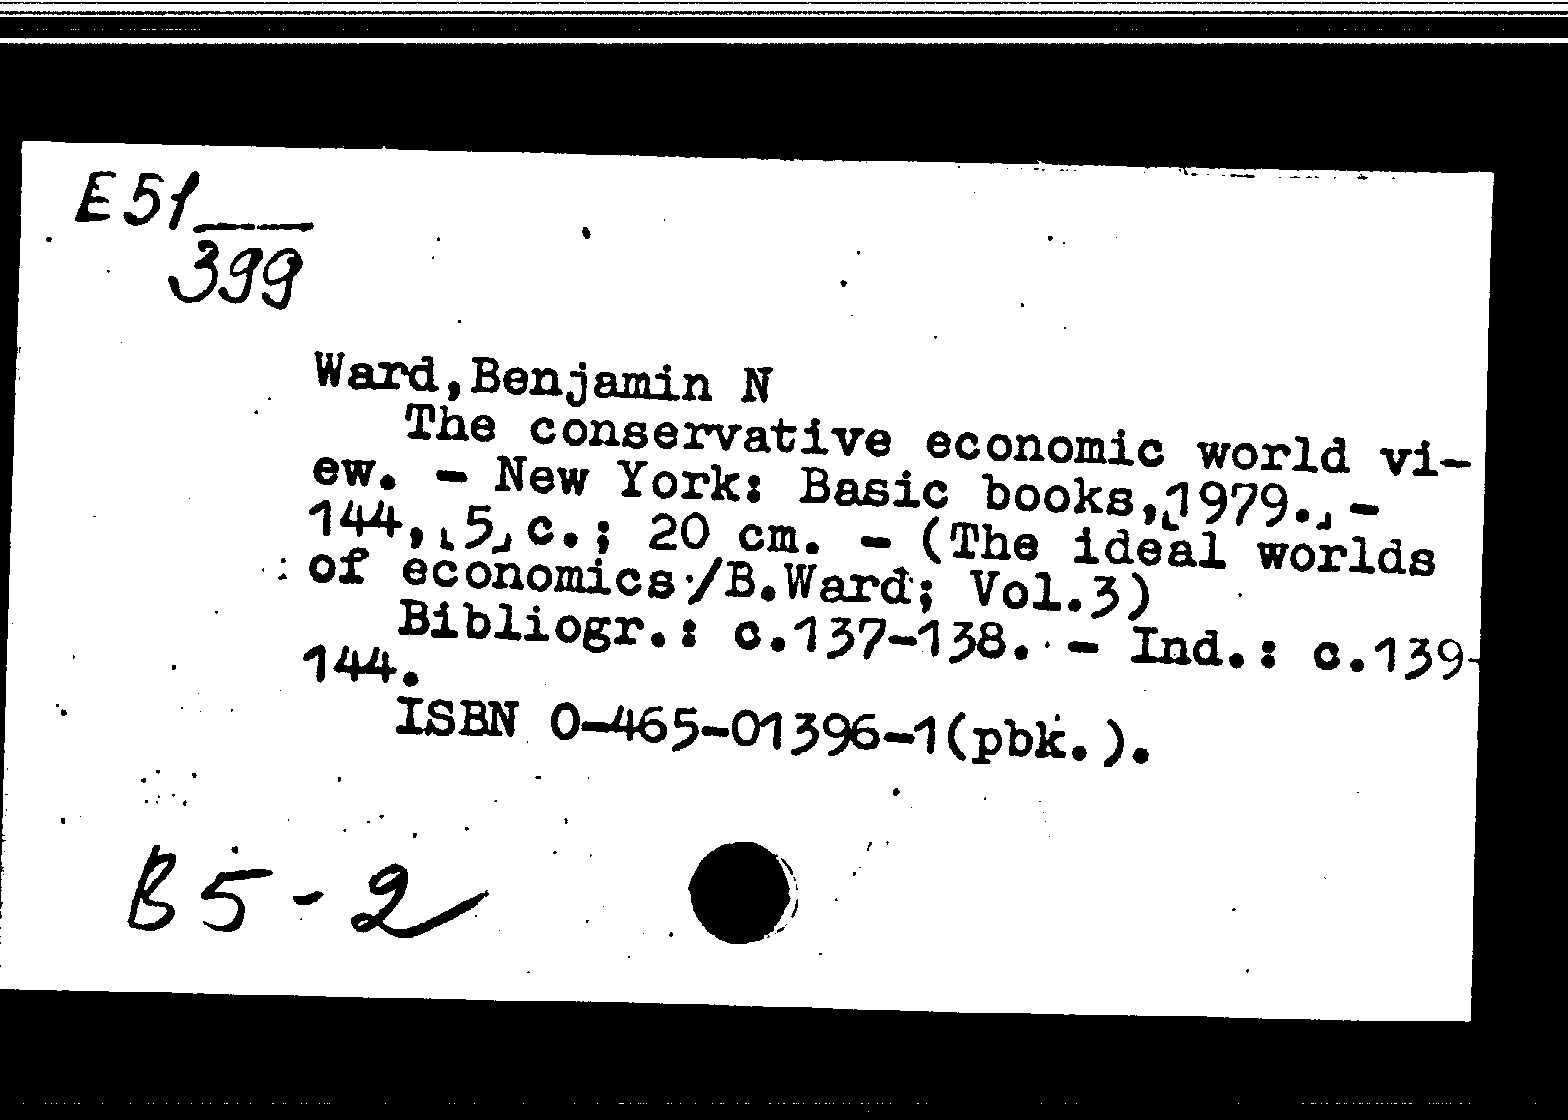 E51
399
Ward,Benjamin N
The conservative economic world vi-
ew. - New York: Basic books,[1979.] -
144,[5]c.; 20 cm. - (The ideal worlds
of economics/B.Ward; Vol.3)
Bibliogr.: c.137-138. - Ind.: c.139-
144.
ISBN 0-465-01396-1(pbk.).
B5-2